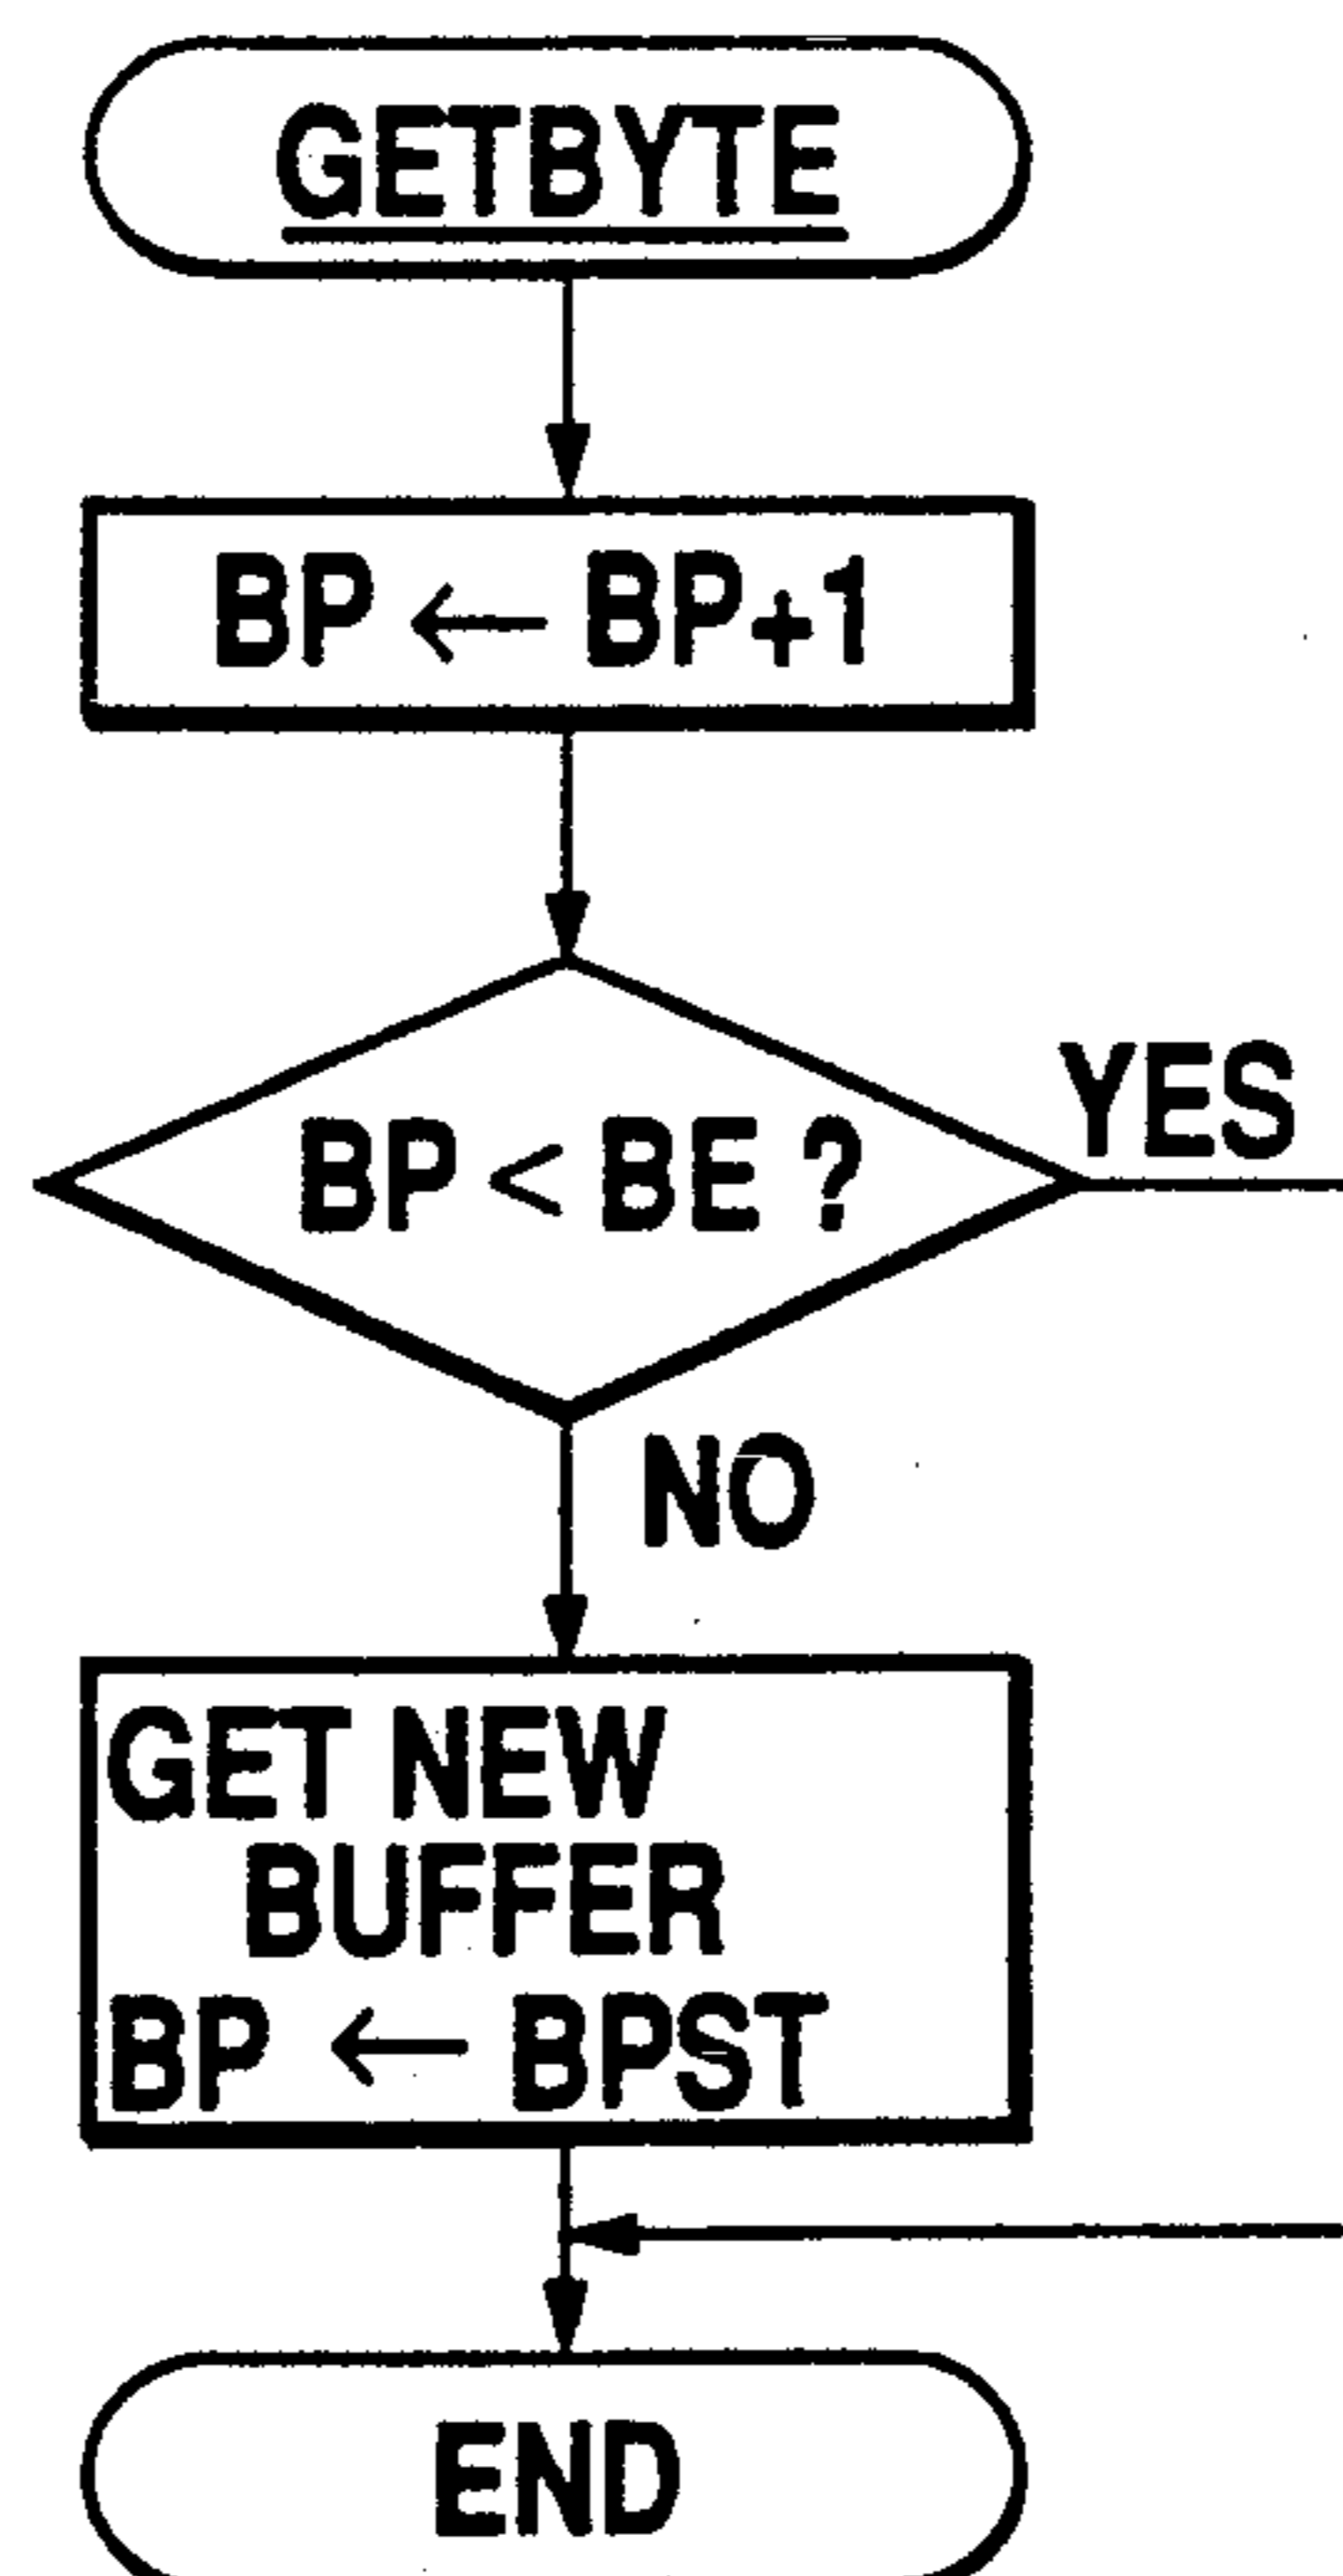 GETBYTE
BP ← BP+1
BP < BE ?
YES
NO
GET NEW
BUFFER
BP ← BPST
END